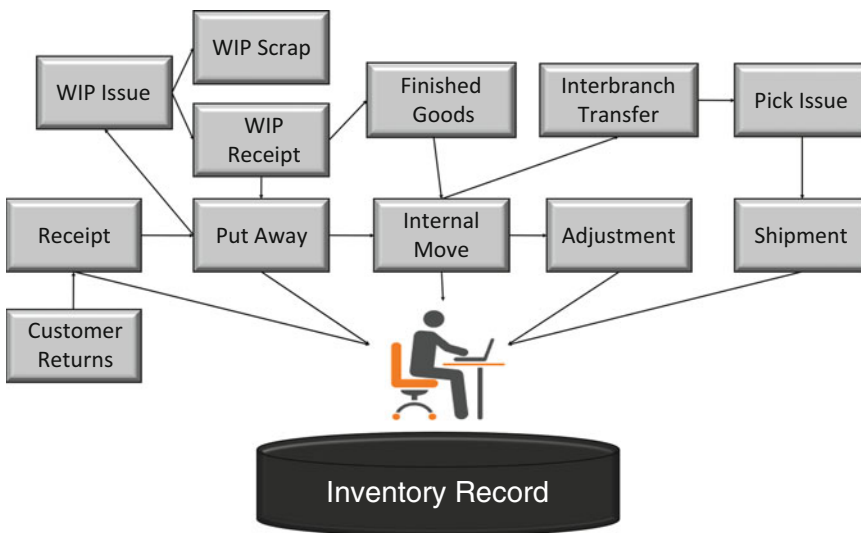 WIP Scrap
WIP Issue
Finished
Goods
Interbranch
Transfer
Pick Issue
WIP
Receipt
Receipt
Put Away
Internal
Move
Adjustment
Shipment
Customer
Returns
Inventory Record